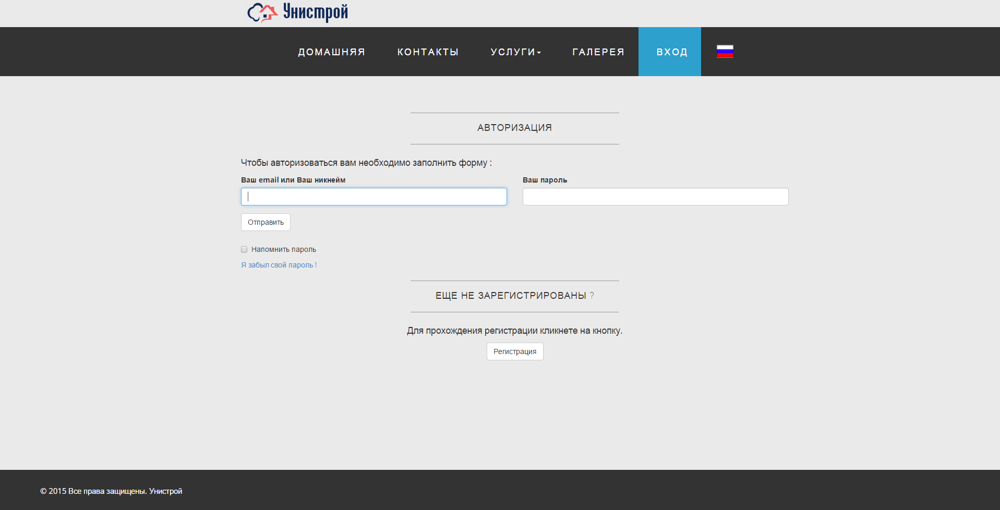 Унистрой
ДОМАШНЯЯ КОНТАКТЫ УСЛУГИ ГАЛЕРЕЯ ВХОД
АВТОРИЗАЦИЯ
Чтобы авторизоваться вам необходимо заполнить форму :
Ваш email или Ваш никнейм Ваш пароль
Отправить
Напомнить пароль
Я забыл свой пароль !
ЕЩЕ НЕ ЗАРЕГИСТРИРОВАНЫ ?
Для прохождения регистрации кликнете на кнопку.
Регистрация
© 2015 Все права защищены. Унистрой